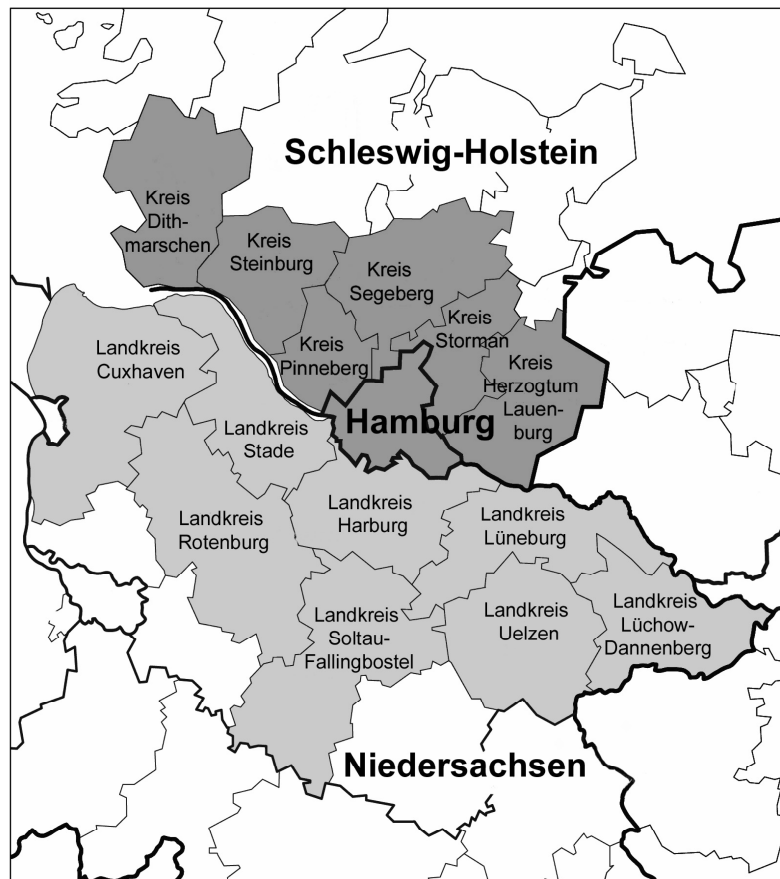 Schleswig-Holstein
Kreis
Dith-
marschen
Kreis
Steinburg
Kreis
Segeberg
Kreis
Storman
Kreis
Pinneberg
Kreis
Herzogtum
Lauen-
burg
Hamburg
Landkreis
Cuxhaven
Landkreis
Stade
Landkreis
Rotenburg
Landkreis
Harburg
Landkreis
Lüneburg
Landkreis
Soltau-
Fallingbostel
Landkreis
Uelzen
Landkreis
Lüchow-
Dannenberg
Niedersachsen